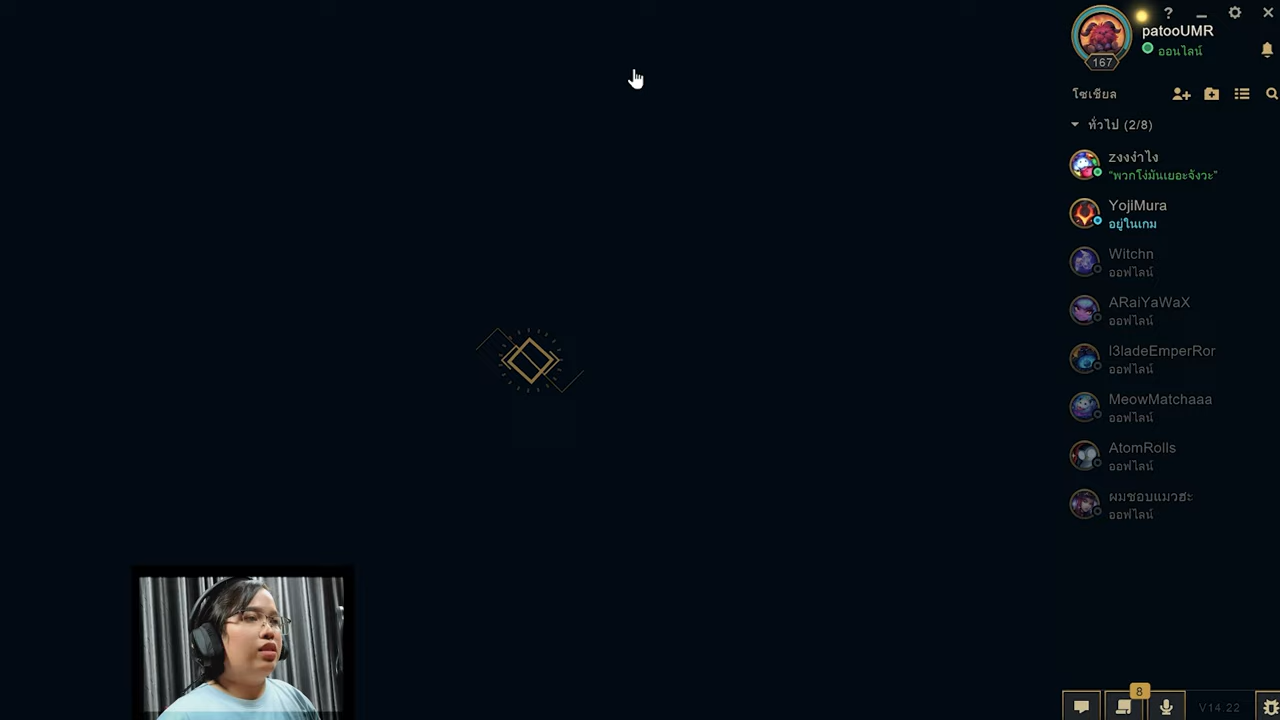 ?
patooUMR
ออนไลน์
167
โซเชียล
ทั่วไป (2/8)
zงงงำไง
"พวกโง่มันเยอะจังวะ"
YojiMura
อยู่ในเกม
Witchn
ออฟไลน์
ARaiYaWaX
ออฟไลน์
l3ladeEmperRor
ออฟไลน์
MeowMatchaaa
ออฟไลน์
AtomRolls
ออฟไลน์
ผมชอบแมวฮะ
ออฟไลน์
8
V14.22